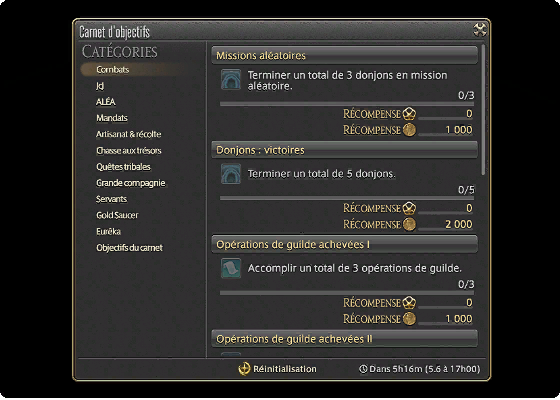 Carnet d'objectifs
CATÉGORIES
Combats
JcJ
ALÉA
Mandats
Artisanat & récolte
Chasse aux trésors
Quêtes tribales
Grande compagnie
Servants
Gold Saucer
Eurêka
Objectifs du carnet
Missions aléatoires
Terminer un total de 3 donjons en mission
aléatoire.
0/3
RÉCOMPENSE 0
RÉCOMPENSE 1 000
Donjons : victoires
Terminer un total de 5 donjons.
0/5
RÉCOMPENSE 0
RÉCOMPENSE 2 000
Opérations de guilde achevées I
Accomplir un total de 3 opérations de guilde.
0/3
RÉCOMPENSE 0
RÉCOMPENSE 1 000
Opérations de guilde achevées II
Réinitialisation
Dans 5h16m (5.6 à 17h00)